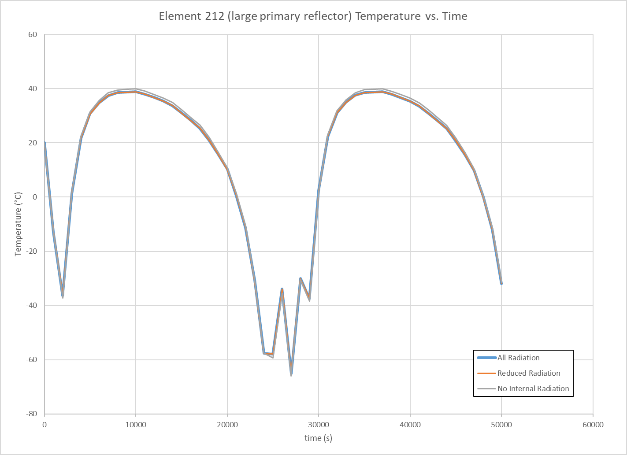 Element 212 (large primary reflector) Temperature vs. Time
60
40
20
0
-20
-40
-60
-80
Temperature (°C)
0 10000 20000 30000 40000 50000 60000
time (s)
All Radiation
Reduced Radiation
No Internal Radiation